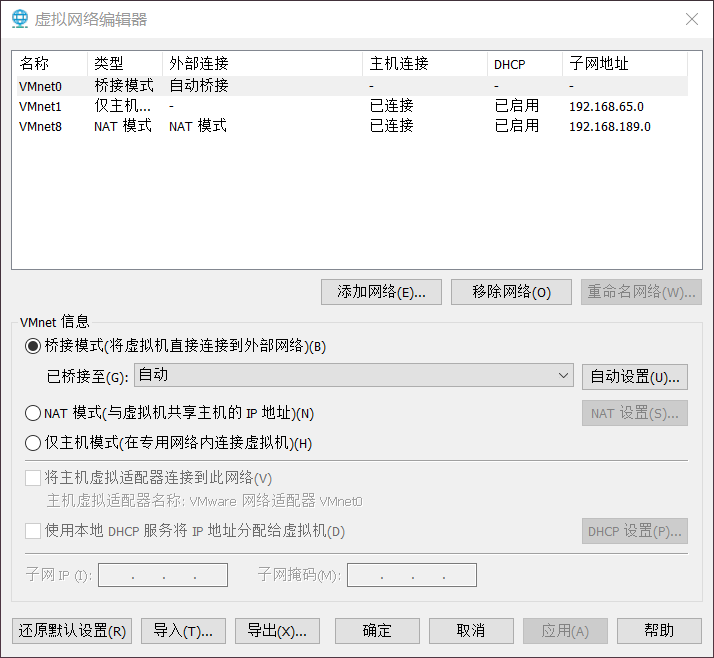 虚拟网络编辑器
名称 类型 外部连接 主机连接 DHCP 子网地址
VMnet0 桥接模式 自动桥接 - - -
VMnet1 仅主机... - 已连接 已启用 192.168.65.0
VMnet8 NAT 模式 NAT 模式 已连接 已启用 192.168.189.0
添加网络(E)... 移除网络(O) 重命名网络(W)...
VMnet 信息
桥接模式(将虚拟机直接连接到外部网络)(B)
已桥接至(G): 自动 自动设置(U)...
NAT 模式(与虚拟机共享主机的 IP 地址)(N) NAT 设置(S)...
仅主机模式(在专用网络内连接虚拟机)(H)
将主机虚拟适配器连接到此网络(V)
主机虚拟适配器名称: VMware 网络适配器 VMnet0
使用本地 DHCP 服务将 IP 地址分配给虚拟机(D) DHCP 设置(P)...
子网 IP (I): . . . 子网掩码(M): . . .
还原默认设置(R) 导入(T)... 导出(X)... 确定 取消 应用(A) 帮助